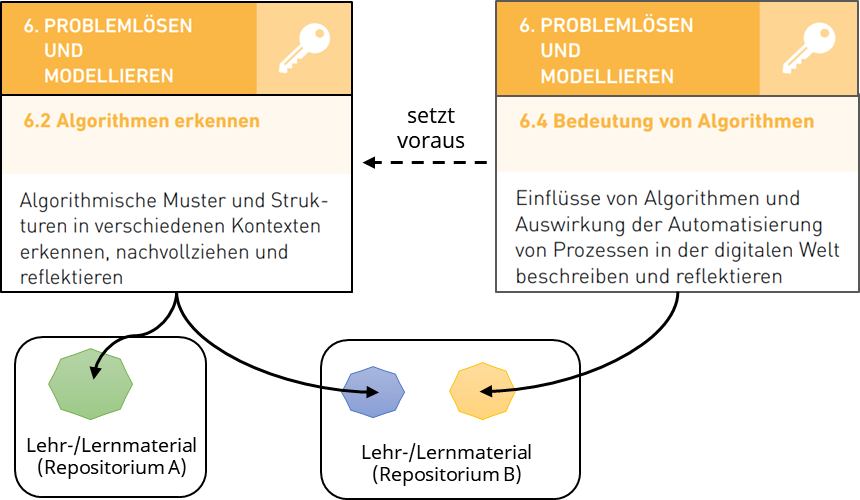 6. PROBLEMLÖSEN
UND
MODELLIEREN
6.2 Algorithmen erkennen
Algorithmische Muster und Struk-
turen in verschiedenen Kontexten
erkennen, nachvollziehen und
reflektieren
setzt
voraus
6. PROBLEMLÖSEN
UND
MODELLIEREN
6.4 Bedeutung von Algorithmen
Einflüsse von Algorithmen und
Auswirkung der Automatisierung
von Prozessen in der digitalen Welt
beschreiben und reflektieren
Lehr-/Lernmaterial
(Repositorium A)
Lehr-/Lernmaterial
(Repositorium B)